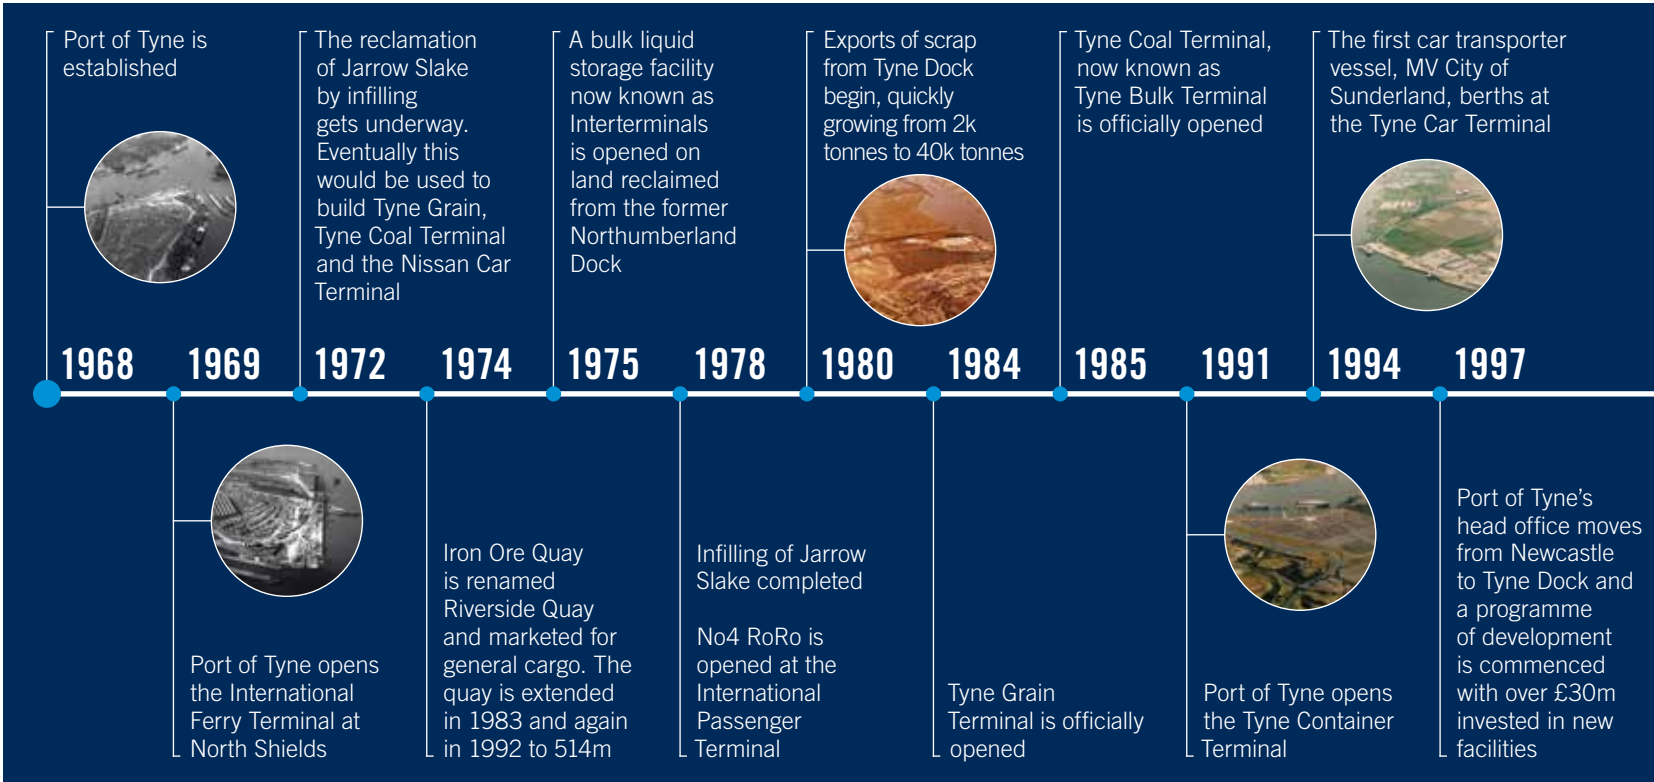 Port of Tyne is
established
The reclamation
of Jarrow Slake
by infilling
gets underway.
Eventually this
would be used to
build Tyne Grain,
Tyne Coal Terminal
and the Nissan Car
Terminal
A bulk liquid
storage facility
now known as
Interterminals
is opened on
land reclaimed
from the former
Northumberland
Dock
Exports of scrap
from Tyne Dock
begin, quickly
growing from 2k
tonnes to 40k tonnes
Tyne Coal Terminal,
now known as
Tyne Bulk Terminal
is officially opened
The first car transporter
vessel, MV City of
Sunderland, berths at
the Tyne Car Terminal
1968 1969 1972 1974 1975 1978 1980 1984 1985 1991 1994 1997
Port of Tyne opens
the International
Ferry Terminal at
North Shields
Iron Ore Quay
is renamed
Riverside Quay
and marketed for
general cargo. The
quay is extended
in 1983 and again
in 1992 to 514m
Infilling of Jarrow
Slake completed
No4 RoRo is
opened at the
International
Passenger
Terminal
Tyne Grain
Terminal is officially
opened
Port of Tyne opens
the Tyne Container
Terminal
Port of Tyne’s
head office moves
from Newcastle
to Tyne Dock and
a programme
of development
is commenced
with over £30m
invested in new
facilities